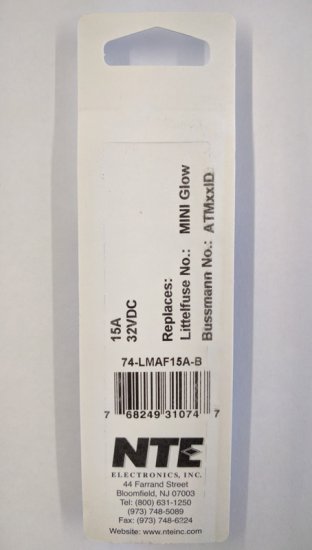 15A
32VDC
Replaces:
Littelfuse No.: MINI Glow
Bussmann No.: ATMxxID
74-LMAF15A-B
7 68249 31074 7
NTE
ELECTRONICS, INC.
44 Farrand Street
Bloomfield, NJ 07003
Tel: (800) 631-1250
(973) 748-5089
Fax: (973) 748-6224
Website: www.nteinc.com